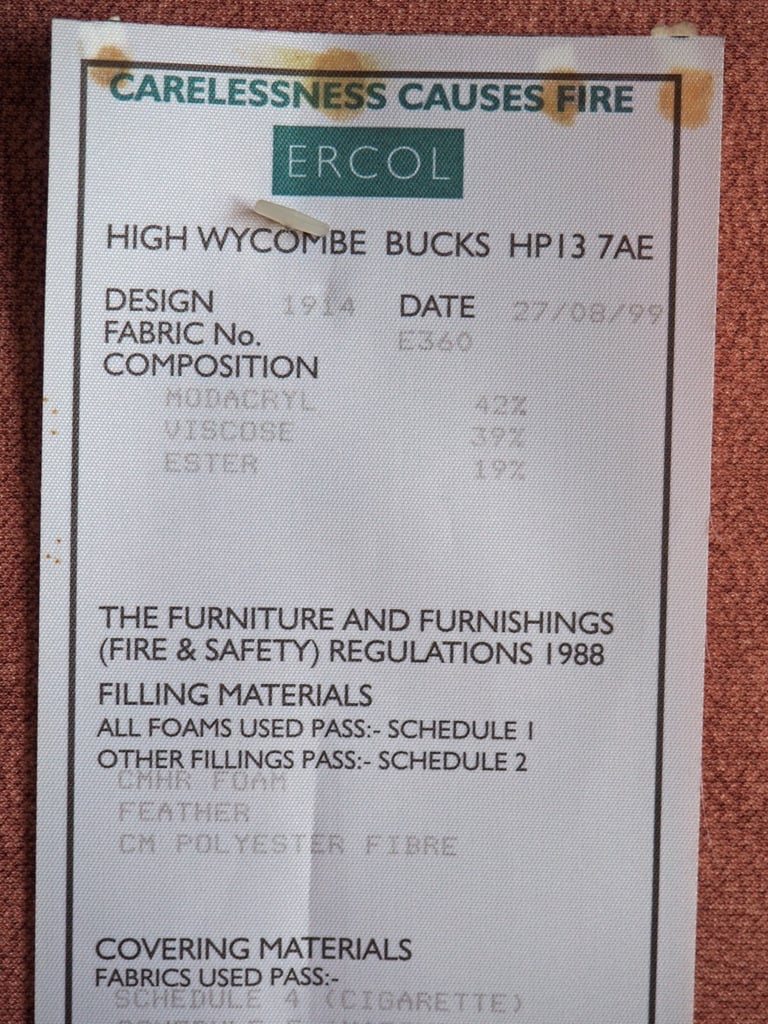 CARELESSNESS CAUSES FIRE
ERCOL
HIGH WYCOMBE BUCKS HP13 7AE
DESIGN 1914 DATE 27/08/99
FABRIC No. E360
COMPOSITION
MODACRYL 42%
VISCOSE 39%
ESTER 19%
THE FURNITURE AND FURNISHINGS
(FIRE & SAFETY) REGULATIONS 1988
FILLING MATERIALS
ALL FOAMS USED PASS:- SCHEDULE 1
OTHER FILLINGS PASS:- SCHEDULE 2
CMHR FOAM
FEATHER
CM POLYESTER FIBRE
COVERING MATERIALS
FABRICS USED PASS:-
SCHEDULE 4 (CIGARETTE)